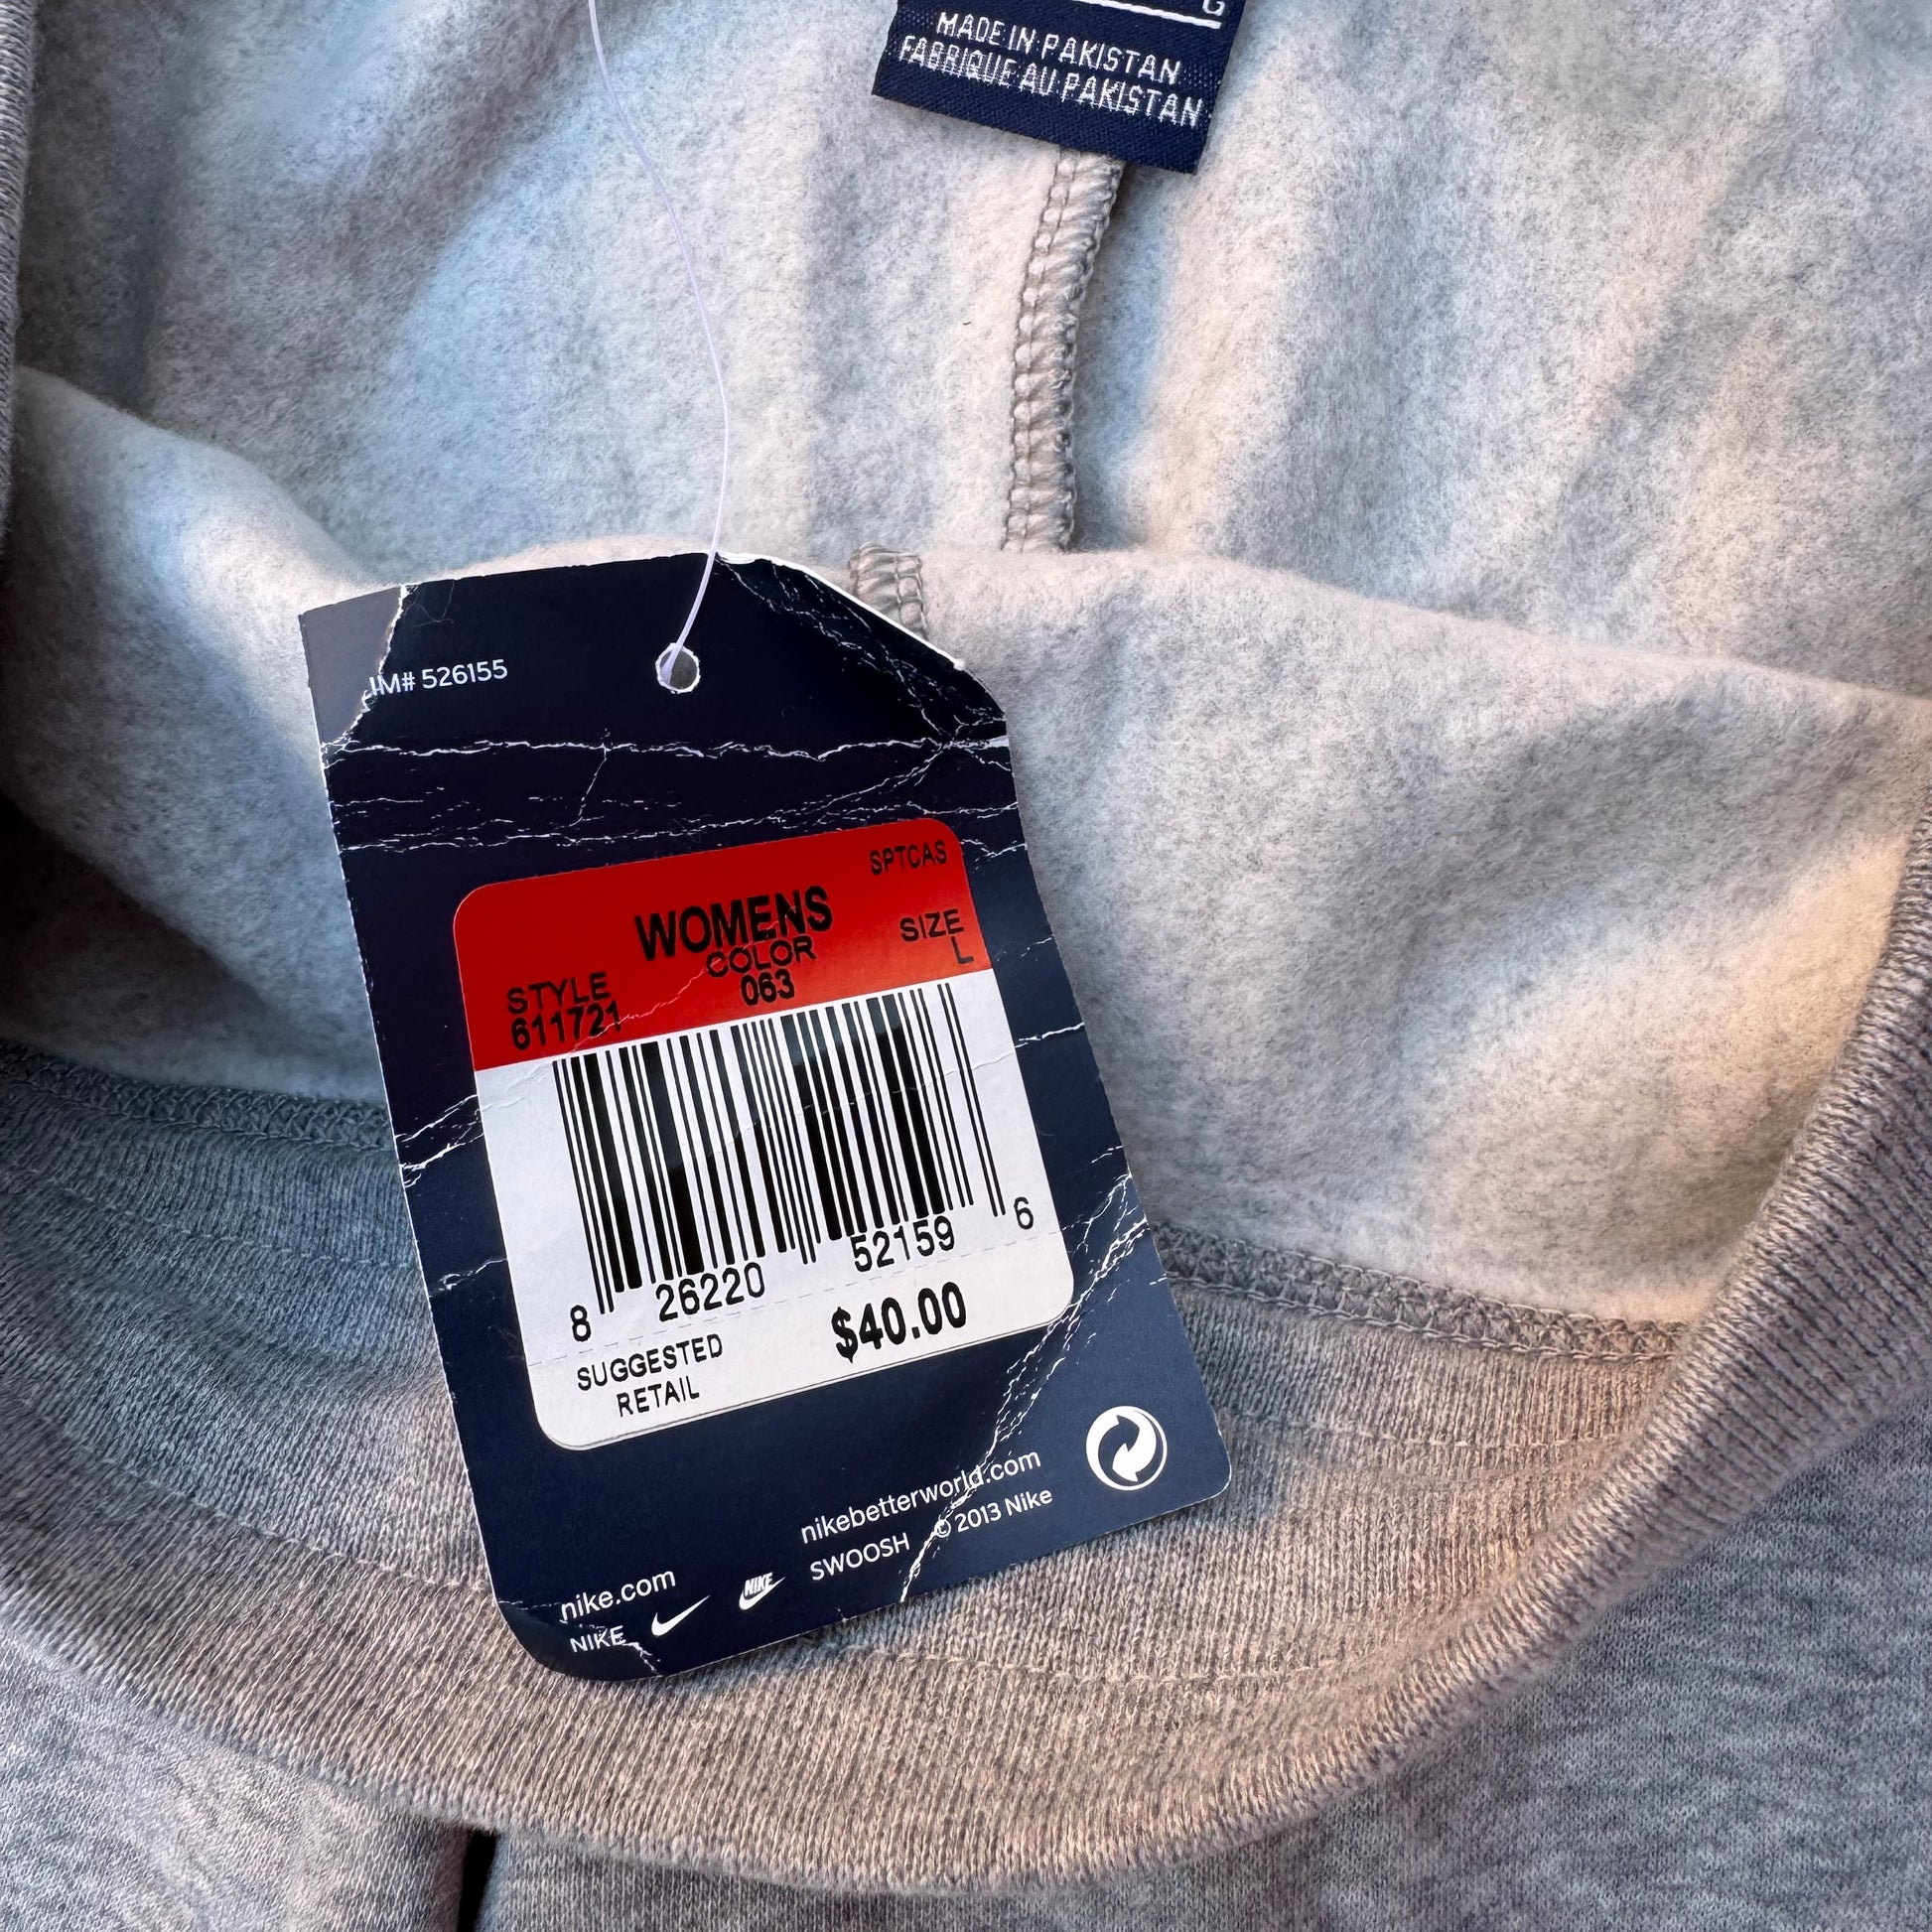 G
MADE IN PAKISTAN
FABRIQUE AU PAKISTAN
IM# 526155
SPTCAS
WOMENS
STYLE COLOR SIZE
611721 063 L
8 26220 52159 6
SUGGESTED
RETAIL
$40.00
nike.com nikebetterworld.com
NIKE NIKE SWOOSH © 2013 Nike